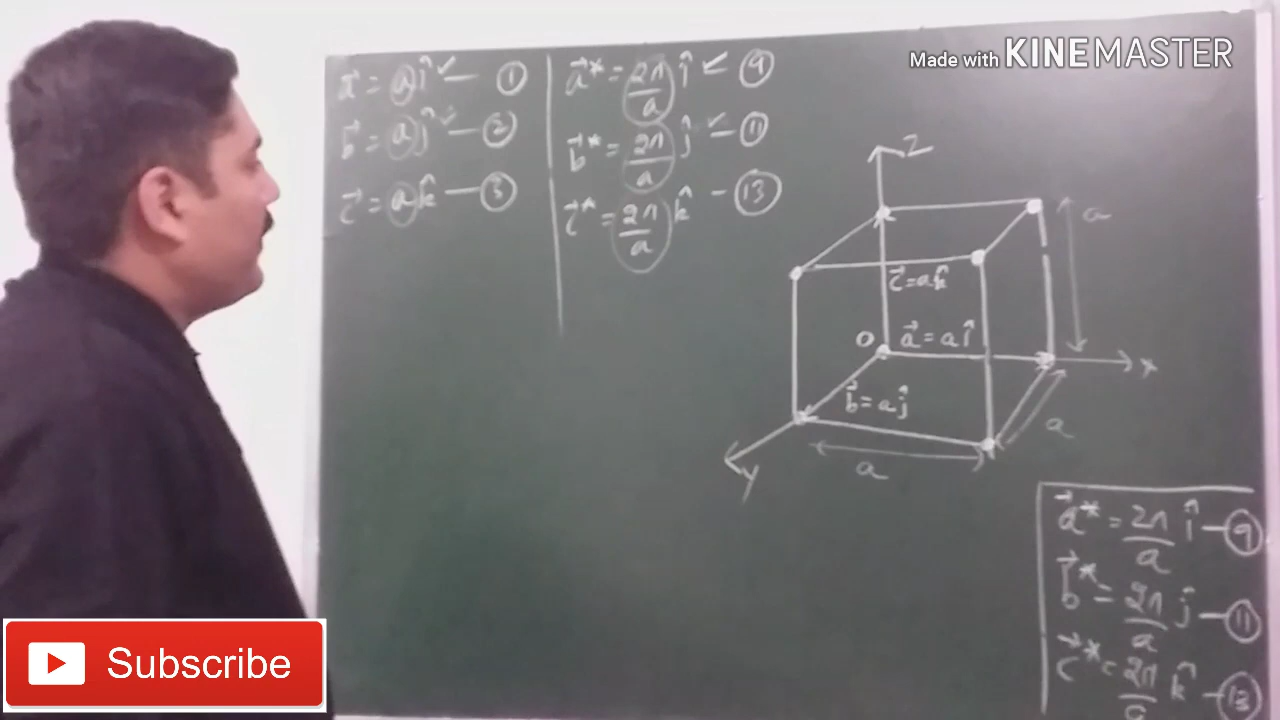 Made with KINEMASTER
a⃗ = a î ✓ — ①
b⃗ = a ĵ ✓ — ②
c⃗ = a k̂ — ③
a⃗* = 2π/a î ✓ — ⑨
b⃗* = 2π/a ĵ ✓ — ⑪
c⃗* = 2π/a k̂ — ⑬
Z
a
c⃗ = a k̂
O a⃗ = a î
x
b⃗ = a ĵ
a
a
y
a⃗* = 2π/a î — ⑨
b⃗* = 2π/a ĵ — ⑪
c⃗* = 2π/a k̂ — ⑬
Subscribe